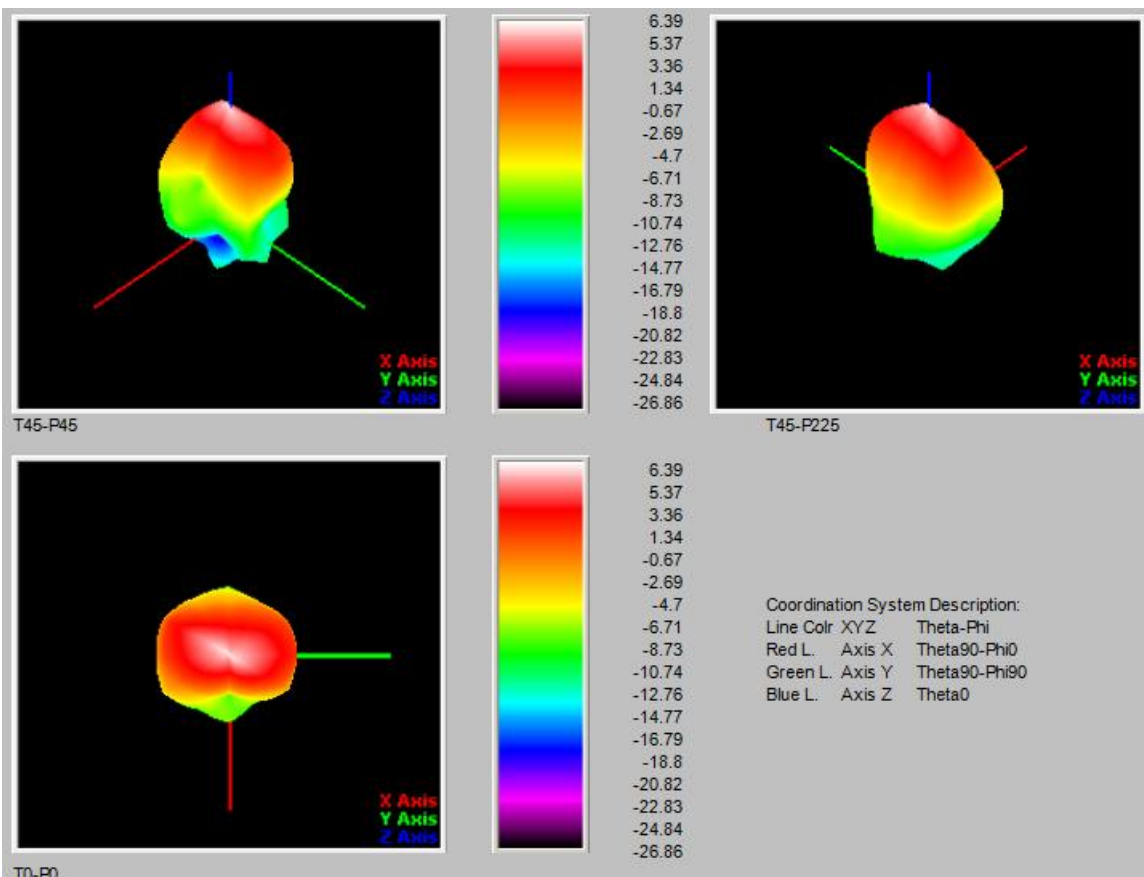 6.39
5.37
3.36
1.34
-0.67
-2.69
-4.7
-6.71
-8.73
-10.74
-12.76
-14.77
-16.79
-18.8
-20.82
-22.83
-24.84
-26.86
X Axis
Y Axis
Z Axis
X Axis
Y Axis
Z Axis
T45-P45
T45-P225
6.39
5.37
3.36
1.34
-0.67
-2.69
-4.7
-6.71
-8.73
-10.74
-12.76
-14.77
-16.79
-18.8
-20.82
-22.83
-24.84
-26.86
Coordination System Description:
Line Colr XYZ Theta-Phi
Red L. Axis X Theta90-Phi0
Green L. Axis Y Theta90-Phi90
Blue L. Axis Z Theta0
X Axis
Y Axis
Z Axis
T0-P0